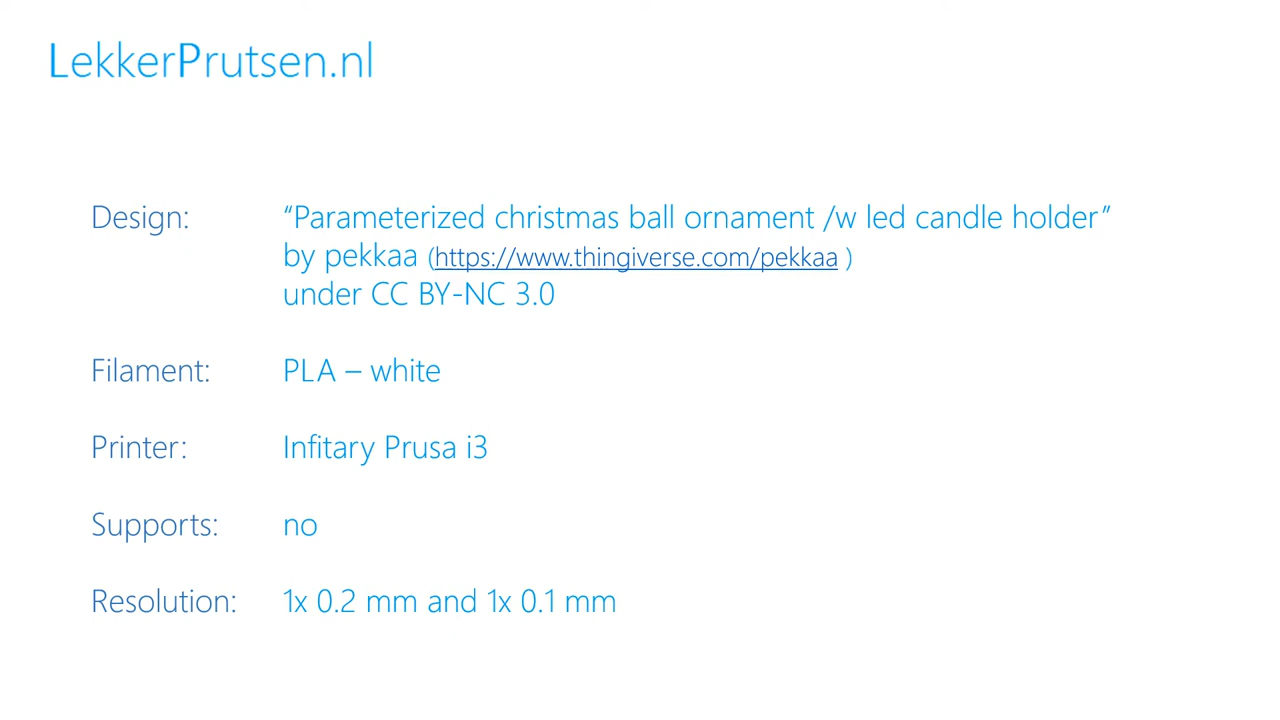 LekkerPrutsen.nl
Design: “Parameterized christmas ball ornament /w led candle holder”
by pekkaa (https://www.thingiverse.com/pekkaa )
under CC BY-NC 3.0
Filament: PLA – white
Printer: Infitary Prusa i3
Supports: no
Resolution: 1x 0.2 mm and 1x 0.1 mm